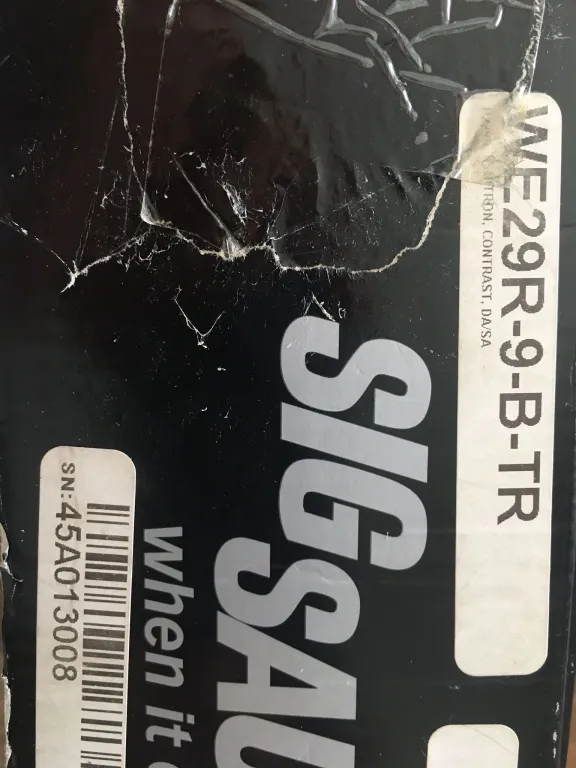 WE29R-9-B-TR
CONTRAST, DA/SA
SIG SAU
when it
SN: 45A013008